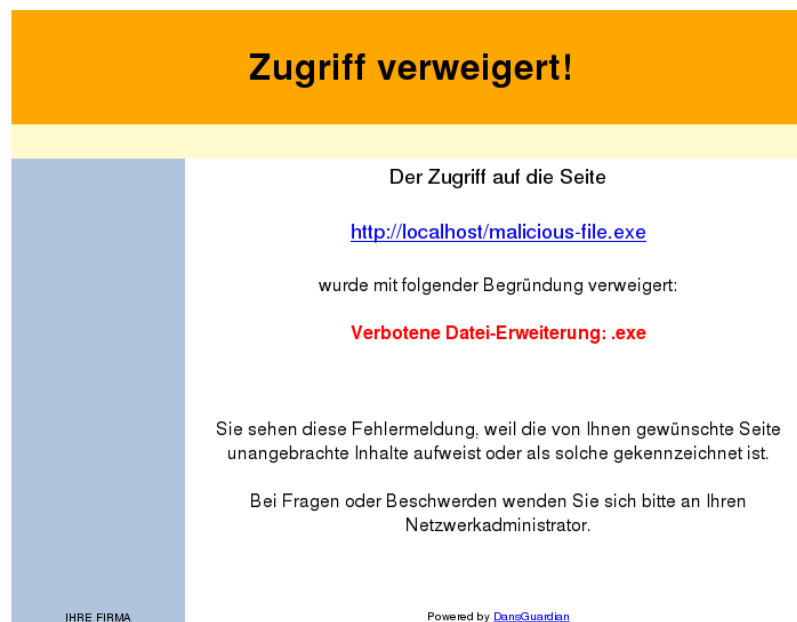 Zugriff verweigert!
Der Zugriff auf die Seite
http://localhost/malicious-file.exe
wurde mit folgender Begründung verweigert:
Verbotene Datei-Erweiterung: .exe
Sie sehen diese Fehlermeldung, weil die von Ihnen gewünschte Seite
unangebrachte Inhalte aufweist oder als solche gekennzeichnet ist.
Bei Fragen oder Beschwerden wenden Sie sich bitte an Ihren
Netzwerkadministrator.
IHRE FIRMA
Powered by DansGuardian